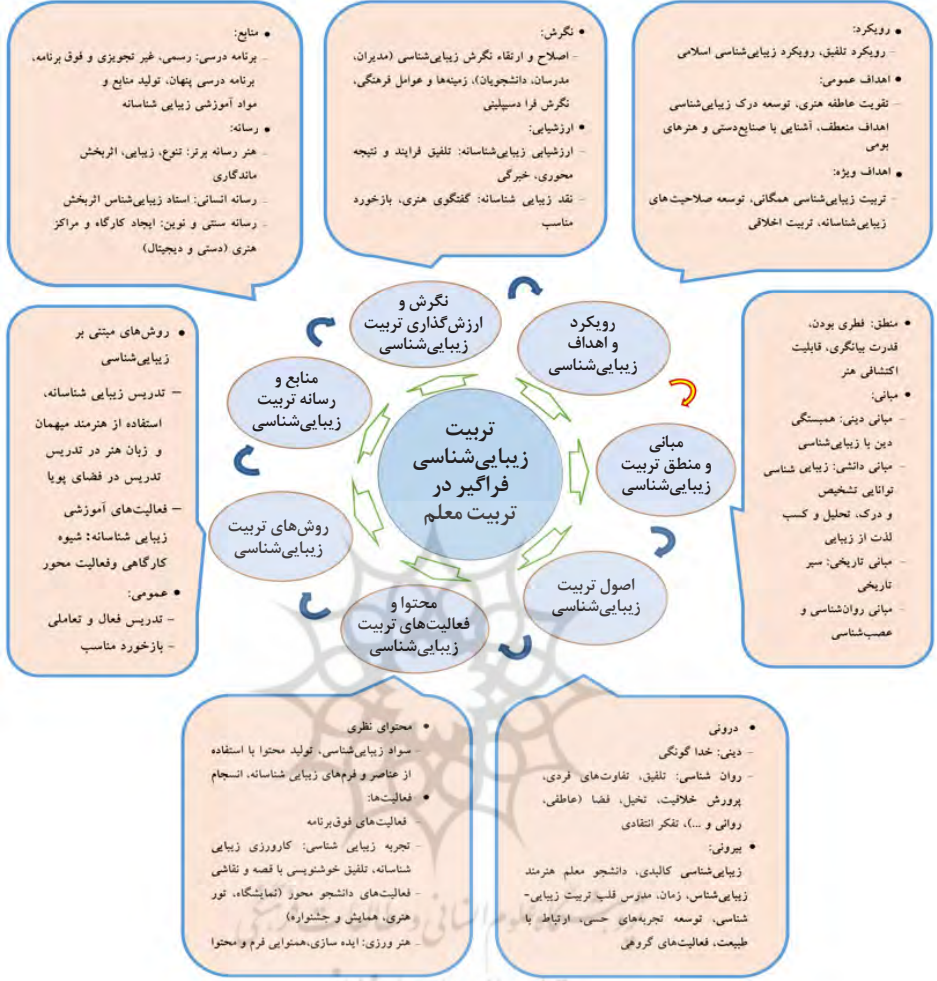 • رویکرد:
- رویکرد تلفیق، رویکرد زیبایی‌شناسی اسلامی
• اهداف عمومی:
- تقویت عاطفه هنری، توسعه درک زیبایی‌شناسی
اهداف منعطف، آشنایی با صنایع‌دستی و هنرهای
بومی
• اهداف ویژه:
- تربیت زیبایی‌شناسی همگانی، توسعه صلاحیت‌های
زیبایی‌شناسانه، تربیت اخلاقی
• نگرش:
- اصلاح و ارتقاء نگرش زیبایی‌شناسی (مدیران،
مدرسان، دانشجویان)، زمینه‌ها و عوامل فرهنگی،
نگرش فرا دسیپلینی
• ارزشیابی:
- ارزشیابی زیبایی‌شناسانه: تلفیق فرایند و نتیجه
محوری، خبرگی
- نقد زیبایی شناسانه: گفتگوی هنری، بازخورد
مناسب
• منابع:
- برنامه درسی: رسمی، غیر تجویزی و فوق برنامه،
برنامه درسی پنهان، تولید منابع و
مواد آموزشی زیبایی شناسانه
• رسانه:
- هنر رسانه برتر: تنوع، زیبایی، اثربخش
ماندگاری
- رسانه انسانی: استاد زیبایی‌شناس اثربخش
- رسانه سنتی و نوین: ایجاد کارگاه و مراکز
هنری (دستی و دیجیتال)
نگرش و
ارزش‌گذاری تربیت
زیبایی‌شناسی
رویکرد
و اهداف
زیبایی‌شناسی
منابع و
رسانه تربیت
زیبایی‌شناسی
مبانی
و منطق تربیت
زیبایی‌شناسی
تربیت
زیبایی‌شناسی
فراگیر در
تربیت معلم
روش‌های تربیت
زیبایی‌شناسی
اصول تربیت
زیبایی‌شناسی
محتوا و
فعالیت‌های تربیت
زیبایی‌شناسی
• منطق: فطری بودن،
قدرت بیانگری، قابلیت
اکتشافی هنر
• مبانی:
- مبانی دینی: همبستگی
دین با زیبایی‌شناسی
- مبانی دانشی: زیبایی شناسی
توانایی تشخیص
و درک، تحلیل و کسب
لذت از زیبایی
- مبانی تاریخی: سیر
تاریخی
- مبانی روان‌شناسی و
عصب‌شناسی
• روش‌های مبتنی بر
زیبایی‌شناسی
– تدریس زیبایی شناسانه،
استفاده از هنرمند میهمان
و زبان هنر در تدریس
تدریس در فضای پویا
– فعالیت‌های آموزشی
زیبایی شناسانه: شیوه
کارگاهی وفعالیت محور
• عمومی:
– تدریس فعال و تعاملی
– بازخورد مناسب
• درونی
- دینی: خدا گونگی
- روان شناسی: تلفیق، تفاوت‌های فردی،
پرورش خلاقیت، تخیل، فضا (عاطفی،
روانی و ...)، تفکر انتقادی
• بیرونی:
زیبایی‌شناسی کالبدی، دانشجو معلم هنرمند
زیبایی‌شناس، زمان، مدرس قلب تربیت زیبایی-
شناسی، توسعه تجربه‌های حسی، ارتباط با
طبیعت، فعالیت‌های گروهی
• محتوای نظری
- سواد زیبایی‌شناسی، تولید محتوا با استفاده
از عناصر و فرم‌های زیبایی شناسانه، انسجام
• فعالیت‌ها:
- فعالیت‌های فوق‌برنامه
- تجربه زیبایی شناسی: کارورزی زیبایی
شناسانه، تلفیق خوشنویسی با قصه و نقاشی
- فعالیت‌های دانشجو محور (نمایشگاه، تور
هنری، همایش و جشنواره)
- هنر ورزی: ایده سازی،همنوایی فرم و محتوا